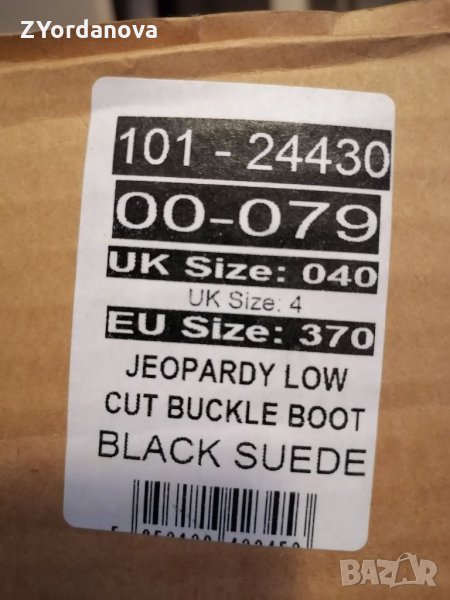 ZYordanova
101 - 24430
00-079
UK Size: 040
UK Size: 4
EU Size: 370
JEOPARDY LOW
CUT BUCKLE BOOT
BLACK SUEDE
BAZAR